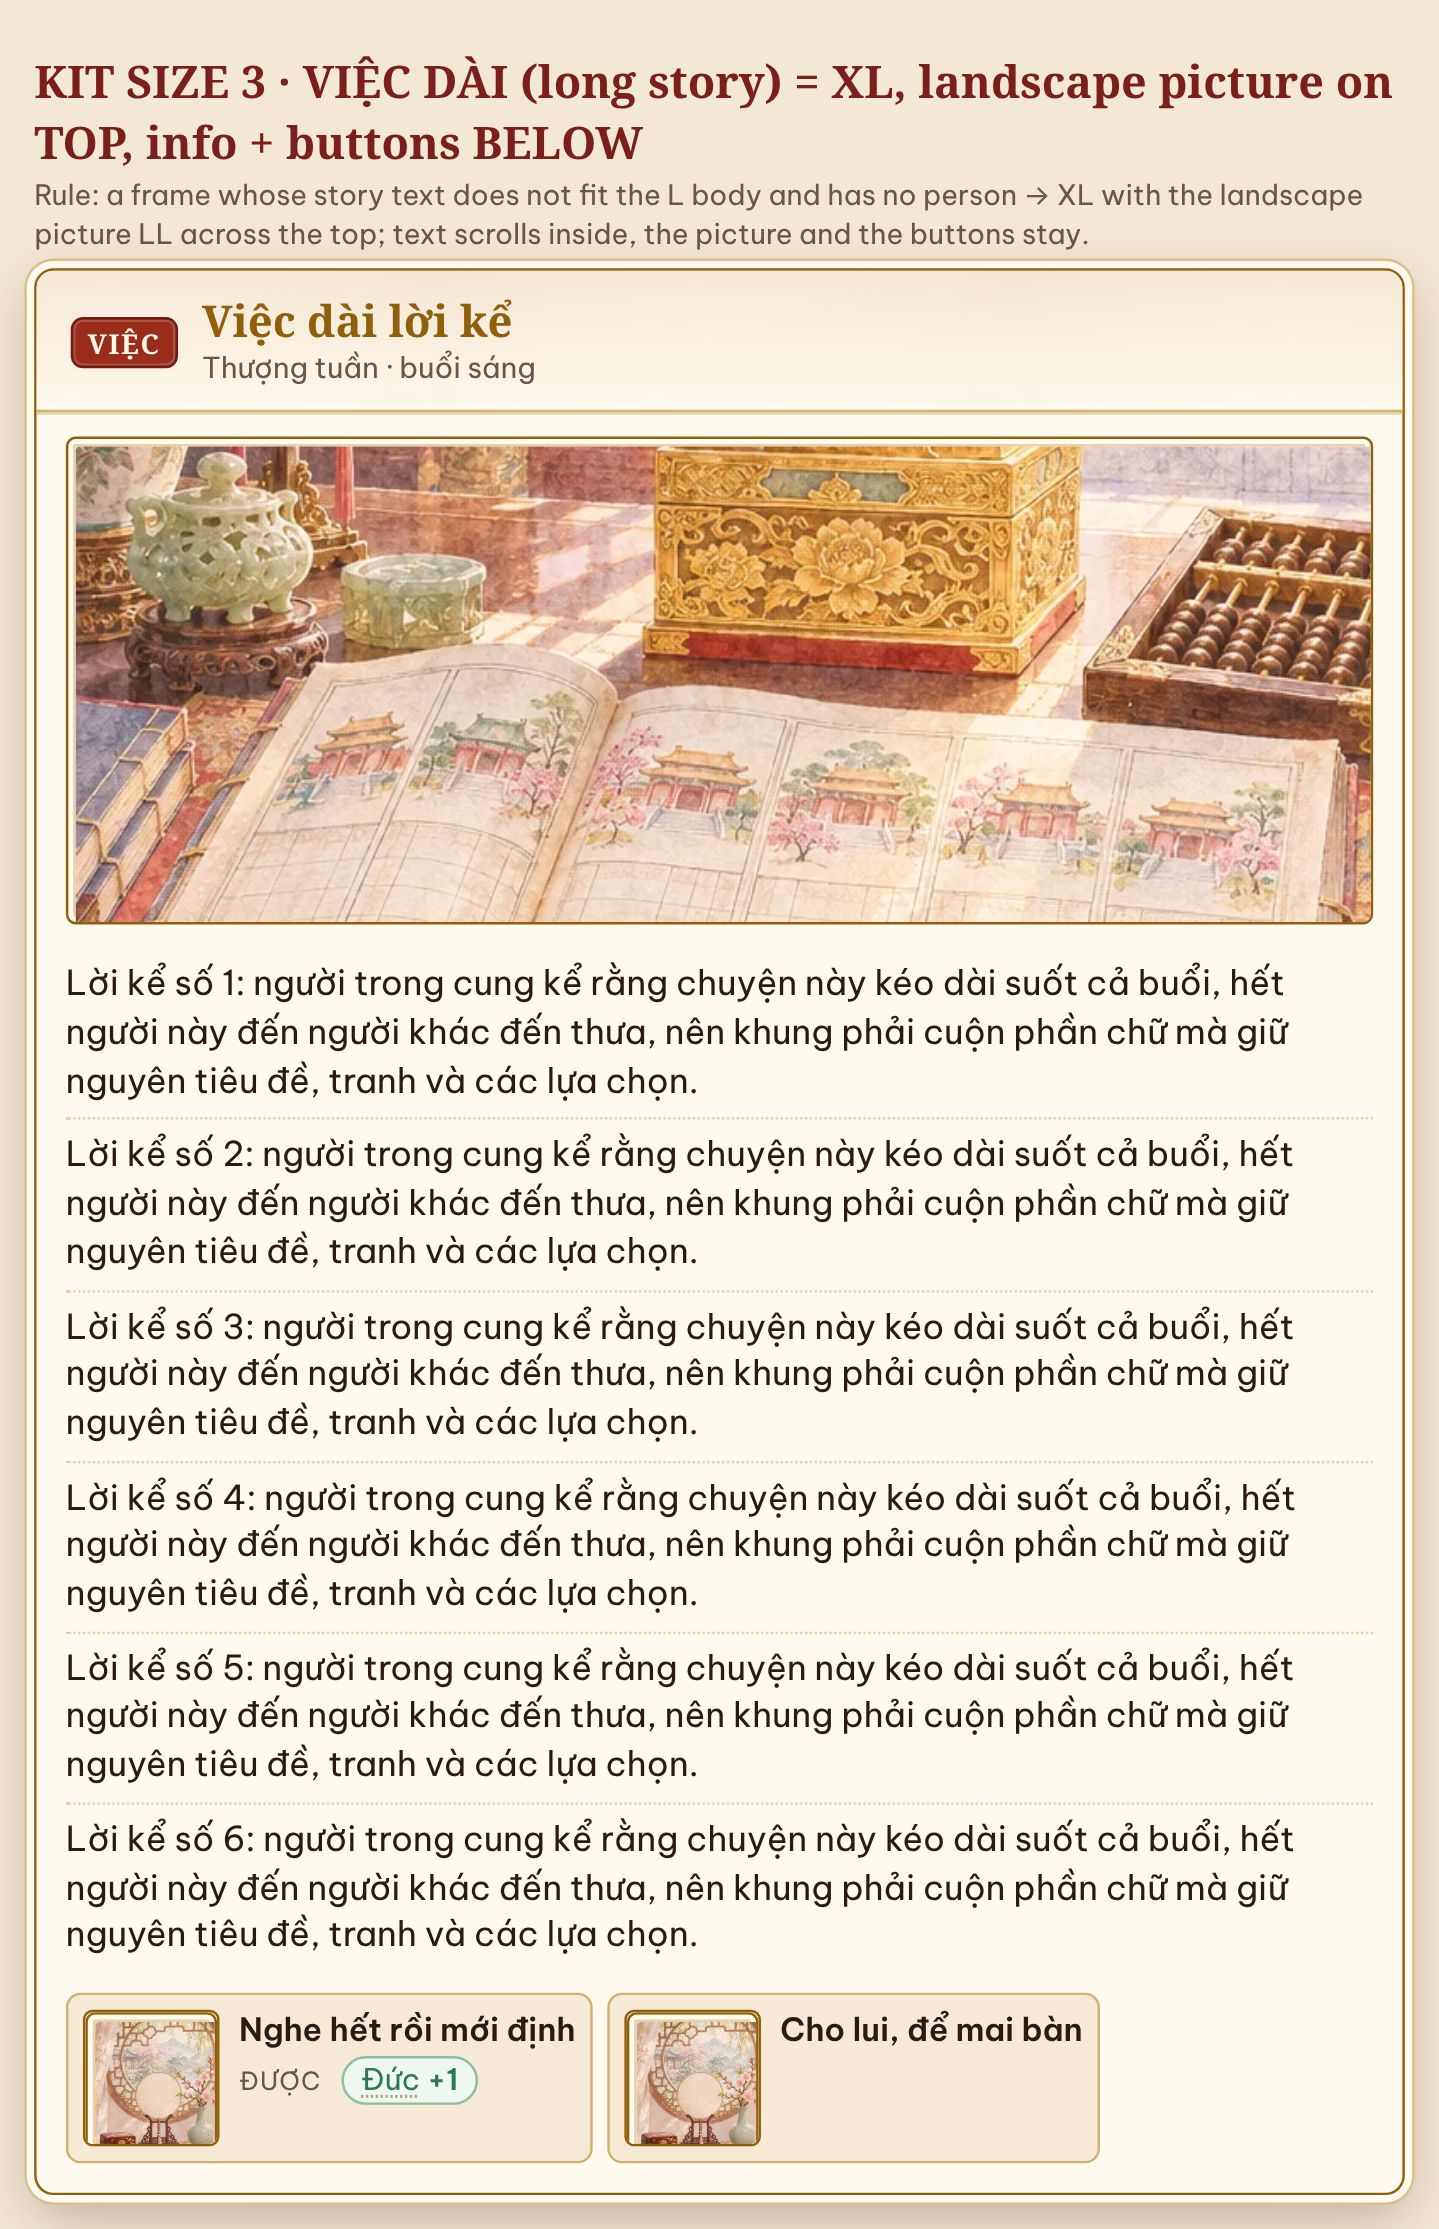 KIT SIZE 3 · VIỆC DÀI (long story) = XL, landscape picture on
TOP, info + buttons BELOW
Rule: a frame whose story text does not fit the L body and has no person → XL with the landscape
picture LL across the top; text scrolls inside, the picture and the buttons stay.
VIỆC
Việc dài lời kể
Thượng tuần · buổi sáng
Lời kể số 1: người trong cung kể rằng chuyện này kéo dài suốt cả buổi, hết
người này đến người khác đến thưa, nên khung phải cuộn phần chữ mà giữ
nguyên tiêu đề, tranh và các lựa chọn.
Lời kể số 2: người trong cung kể rằng chuyện này kéo dài suốt cả buổi, hết
người này đến người khác đến thưa, nên khung phải cuộn phần chữ mà giữ
nguyên tiêu đề, tranh và các lựa chọn.
Lời kể số 3: người trong cung kể rằng chuyện này kéo dài suốt cả buổi, hết
người này đến người khác đến thưa, nên khung phải cuộn phần chữ mà giữ
nguyên tiêu đề, tranh và các lựa chọn.
Lời kể số 4: người trong cung kể rằng chuyện này kéo dài suốt cả buổi, hết
người này đến người khác đến thưa, nên khung phải cuộn phần chữ mà giữ
nguyên tiêu đề, tranh và các lựa chọn.
Lời kể số 5: người trong cung kể rằng chuyện này kéo dài suốt cả buổi, hết
người này đến người khác đến thưa, nên khung phải cuộn phần chữ mà giữ
nguyên tiêu đề, tranh và các lựa chọn.
Lời kể số 6: người trong cung kể rằng chuyện này kéo dài suốt cả buổi, hết
người này đến người khác đến thưa, nên khung phải cuộn phần chữ mà giữ
nguyên tiêu đề, tranh và các lựa chọn.
Nghe hết rồi mới định
ĐƯỢC Đức +1
Cho lui, để mai bàn